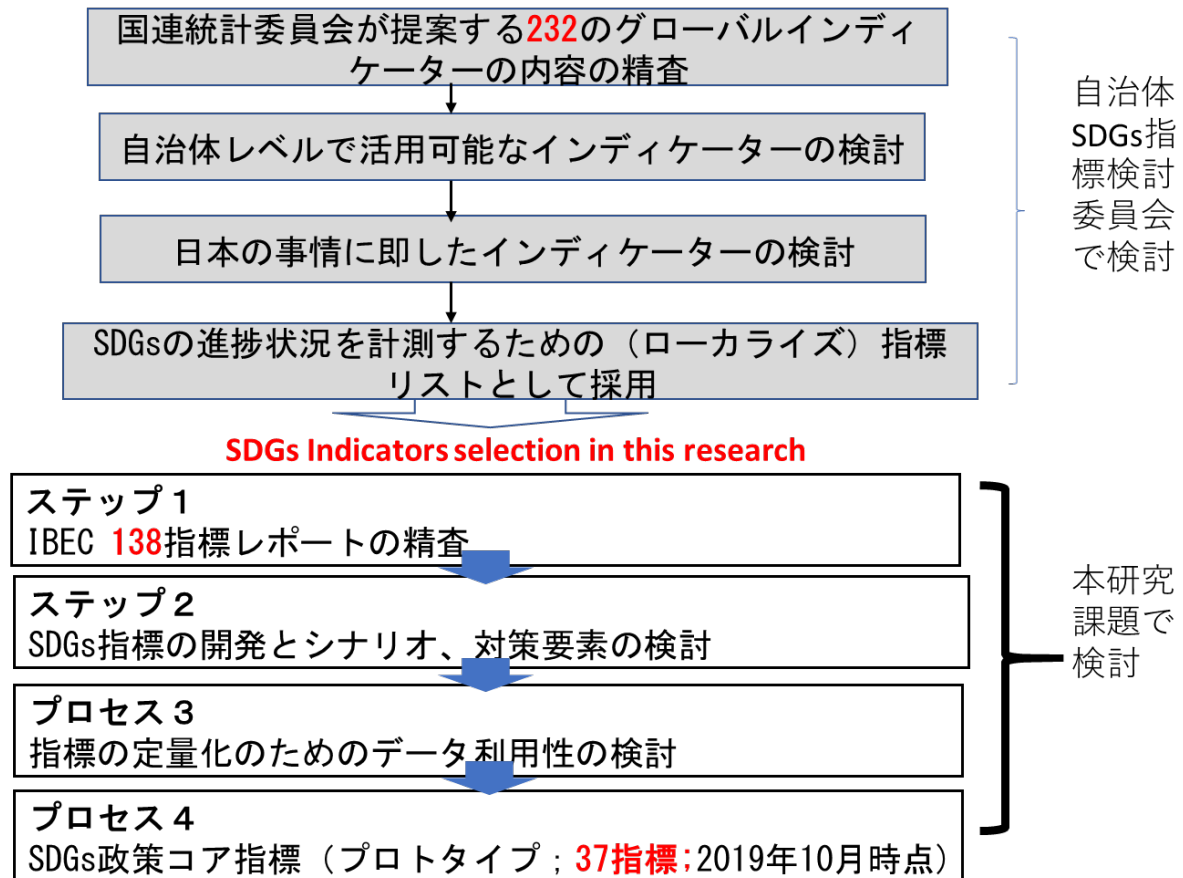 国連統計委員会が提案する232のグローバルインディ
ケーターの内容の精査
自治体レベルで活用可能なインディケーターの検討
日本の事情に即したインディケーターの検討
SDGsの進捗状況を計測するための（ローカライズ）指標
リストとして採用
自治体
SDGs指
標検討
委員会
で検討
SDGs Indicators selection in this research
ステップ１
IBEC 138指標レポートの精査
ステップ２
SDGs指標の開発とシナリオ、対策要素の検討
プロセス３
指標の定量化のためのデータ利用性の検討
プロセス４
SDGs政策コア指標（プロトタイプ；37指標;2019年10月時点）
本研究
課題で
検討